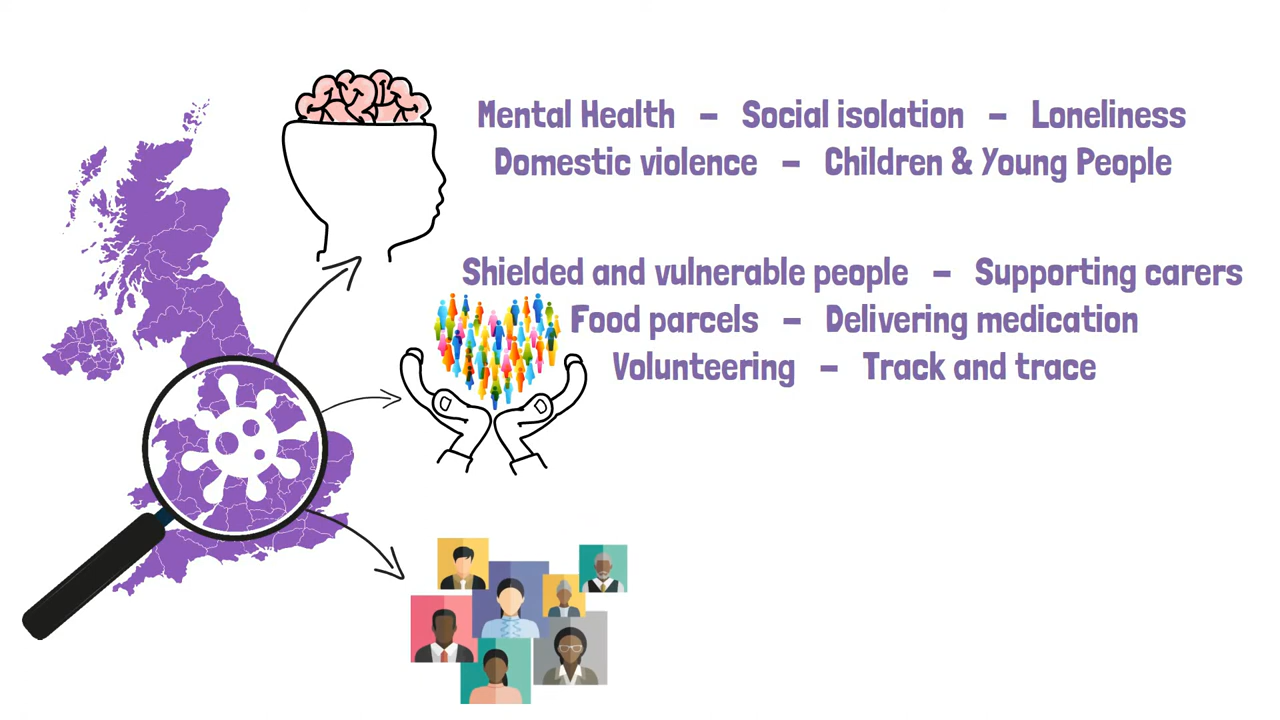 Mental Health – Social isolation – Loneliness
Domestic violence – Children & Young People
Shielded and vulnerable people – Supporting carers
Food parcels – Delivering medication
Volunteering – Track and trace